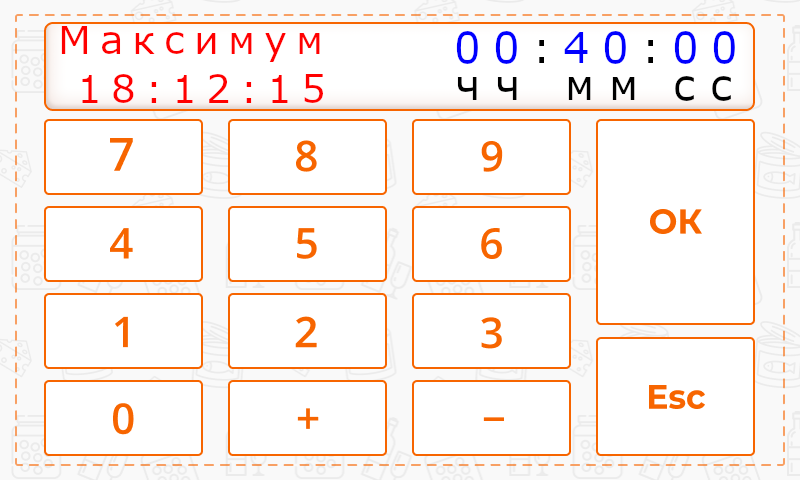 Максимум 00:40:00
18:12:15 чч мм сс
7 8 9
OK
4 5 6
1 2 3
Esc
0 + −